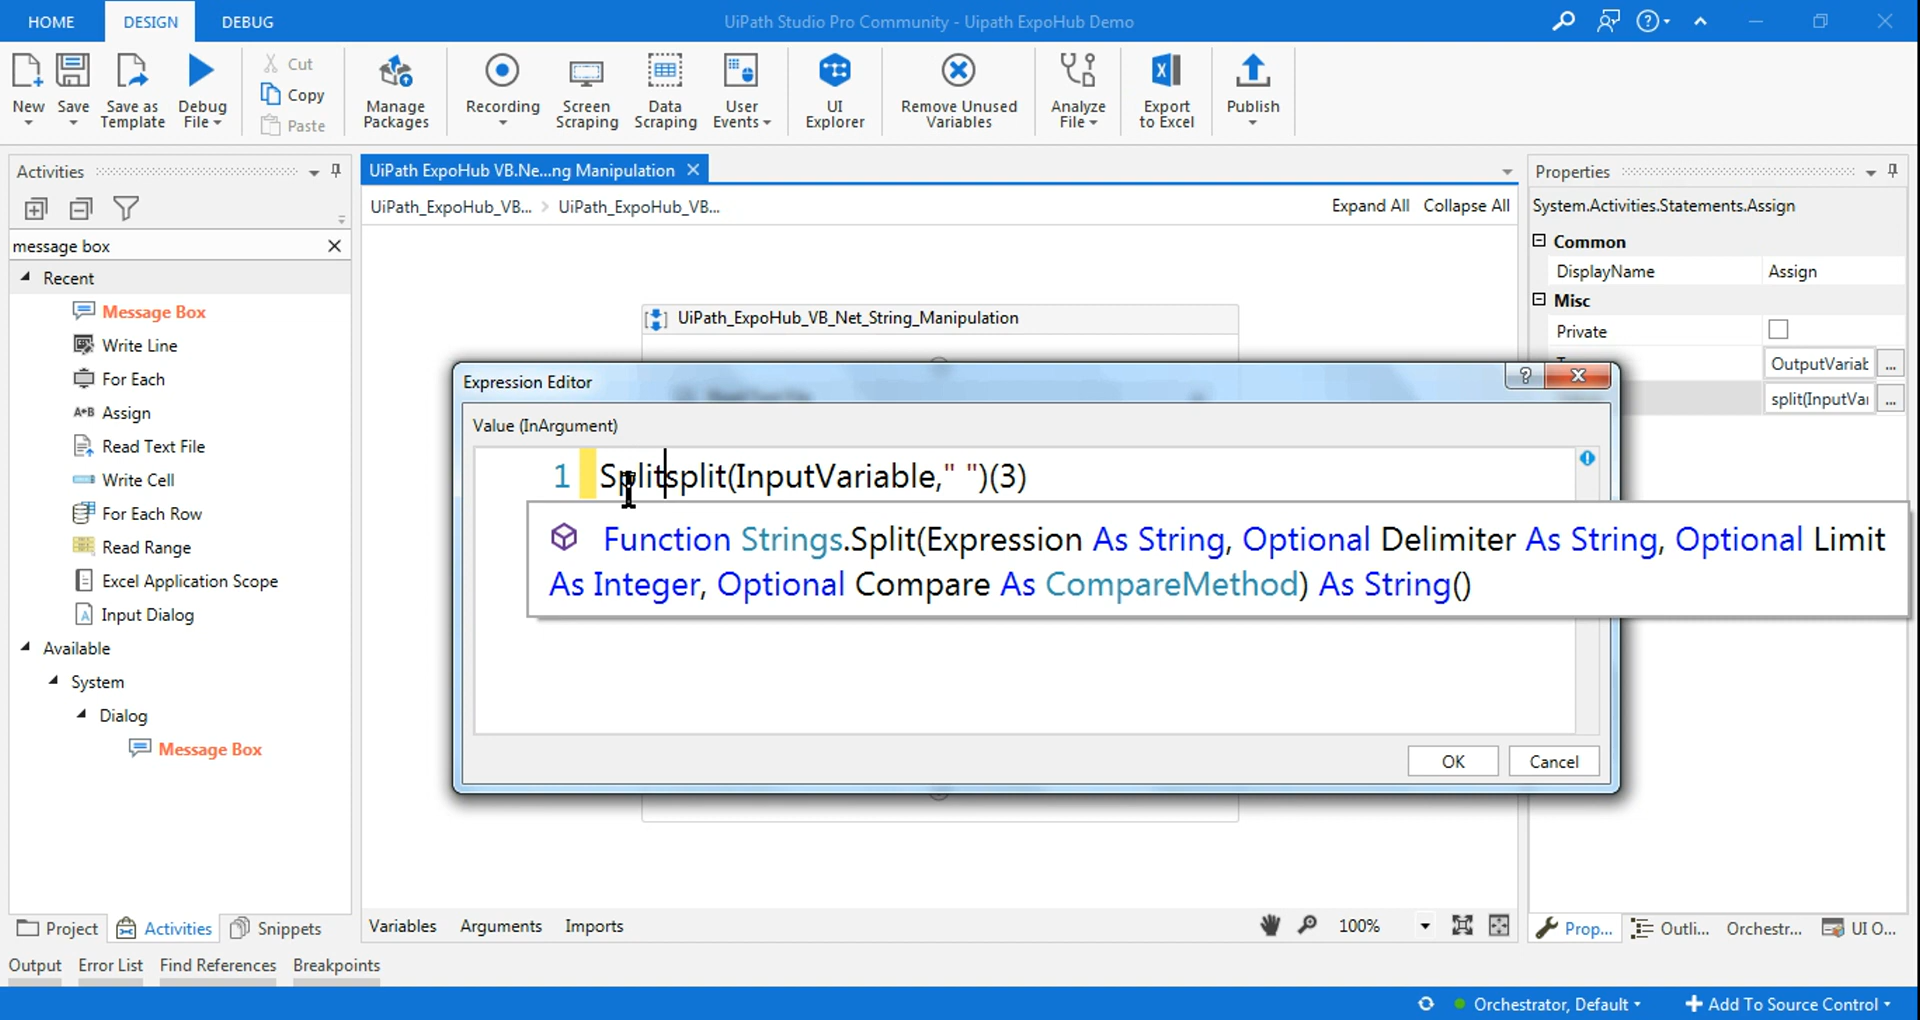 HOME DESIGN DEBUG UiPath Studio Pro Community - Uipath ExpoHub Demo
New Save Save as Template Debug File
Cut
Copy
Paste
Manage Packages
Recording Screen Scraping Data Scraping User Events
UI Explorer
Remove Unused Variables
Analyze File
Export to Excel
Publish
Activities
message box
Recent
Message Box
Write Line
For Each
A*B Assign
Read Text File
Write Cell
For Each Row
Read Range
Excel Application Scope
Input Dialog
Available
System
Dialog
Message Box
Project Activities Snippets
UiPath ExpoHub VB.Ne...ng Manipulation
UiPath_ExpoHub_VB... > UiPath_ExpoHub_VB... Expand All Collapse All
UiPath_ExpoHub_VB_Net_String_Manipulation
Expression Editor
Value (InArgument)
1 Splitsplit(InputVariable," ")(3)
Function Strings.Split(Expression As String, Optional Delimiter As String, Optional Limit
As Integer, Optional Compare As CompareMethod) As String()
OK Cancel
Variables Arguments Imports 100%
Properties
System.Activities.Statements.Assign
Common
DisplayName Assign
Misc
Private
OutputVariab ...
split(InputVar ...
Prop... Outli... Orchestr... UI O...
Output Error List Find References Breakpoints
Orchestrator, Default Add To Source Control